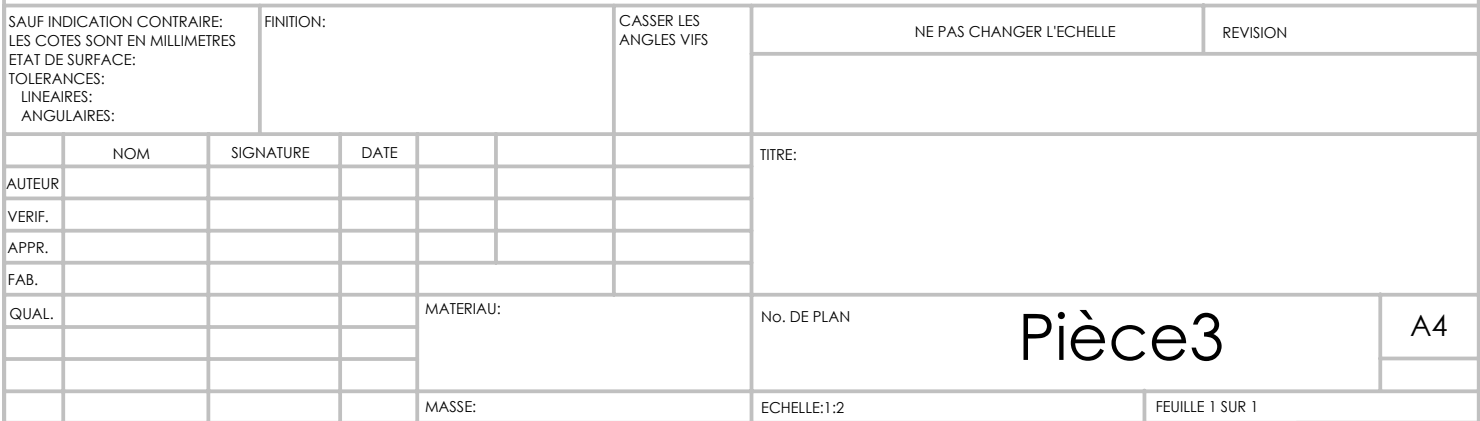 SAUF INDICATION CONTRAIRE:
LES COTES SONT EN MILLIMETRES
ETAT DE SURFACE:
TOLERANCES:
LINEAIRES:
ANGULAIRES:
FINITION:
CASSER LES
ANGLES VIFS
NE PAS CHANGER L'ECHELLE
REVISION
NOM
SIGNATURE
DATE
AUTEUR
VERIF.
APPR.
FAB.
QUAL.
TITRE:
MATERIAU:
No. DE PLAN
Pièce3
A4
MASSE:
ECHELLE:1:2
FEUILLE 1 SUR 1